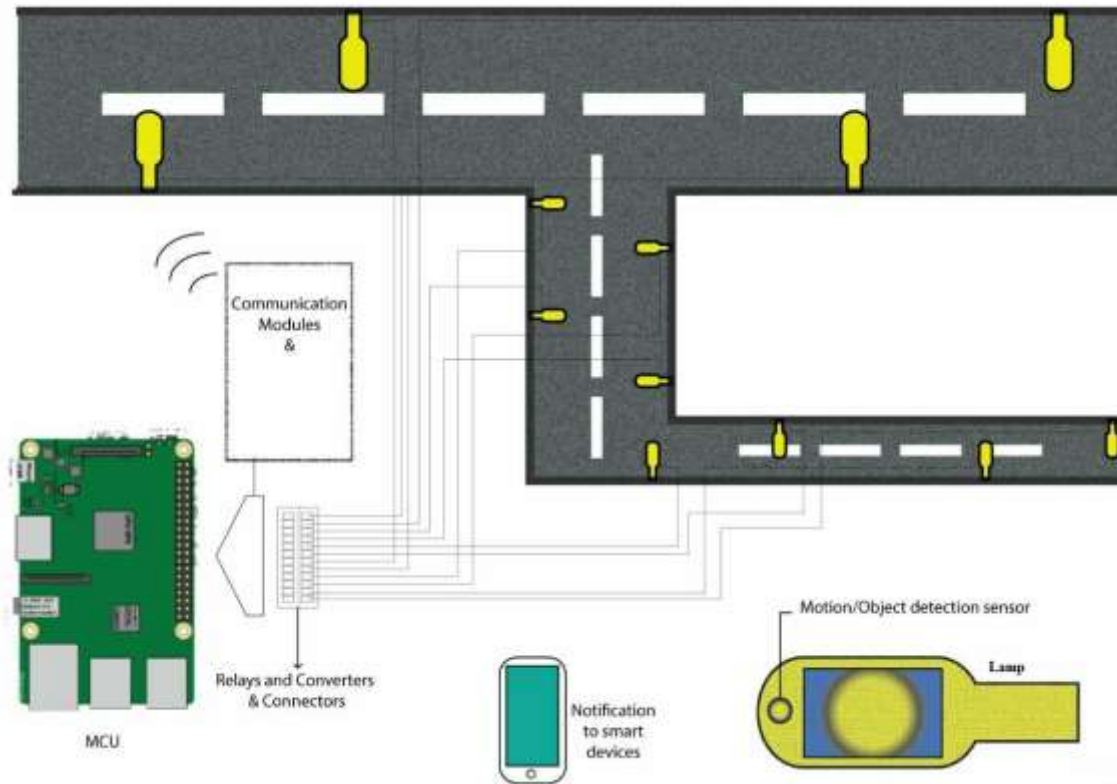 Communication
Modules
&
Motion/Object detection sensor
Lamp
Relays and Converters
& Connectors
MCU
Notification
to smart
devices